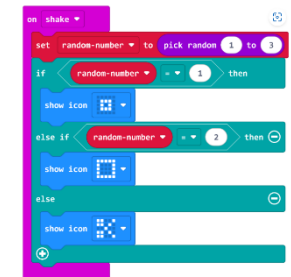 on shake
set random-number to pick random 1 to 3
if random-number = 1 then
show icon
else if random-number = 2 then
show icon
else
show icon